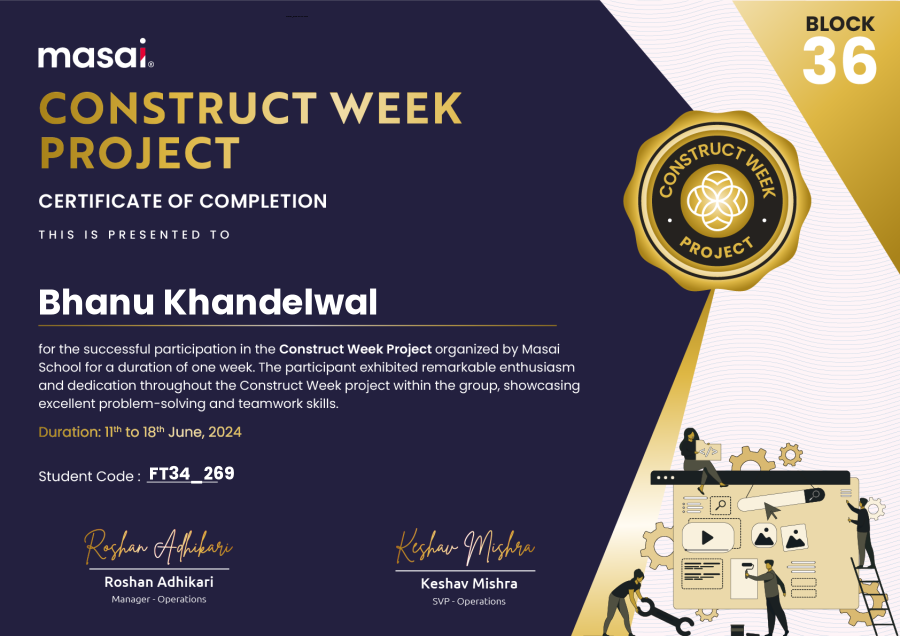 BLOCK
36
masai®
CONSTRUCT WEEK
PROJECT
CERTIFICATE OF COMPLETION
THIS IS PRESENTED TO
CONSTRUCT WEEK
PROJECT
Bhanu Khandelwal
for the successful participation in the Construct Week Project organized by Masai
School for a duration of one week. The participant exhibited remarkable enthusiasm
and dedication throughout the Construct Week project within the group, showcasing
excellent problem-solving and teamwork skills.
Duration: 11th to 18th June, 2024
Student Code : FT34_269
</>
Roshan Adhikari
Roshan Adhikari
Manager - Operations
Keshav Mishra
Keshav Mishra
SVP - Operations